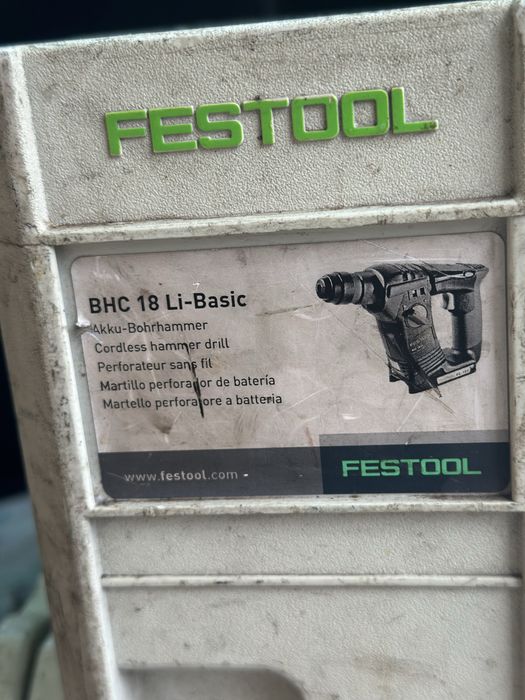 FESTOOL
BHC 18 Li-Basic
Akku-Bohrhammer
Cordless hammer drill
Perforateur sans fil
Martillo perforador de batería
Martello perforatore a batteria
www.festool.com
FESTOOL